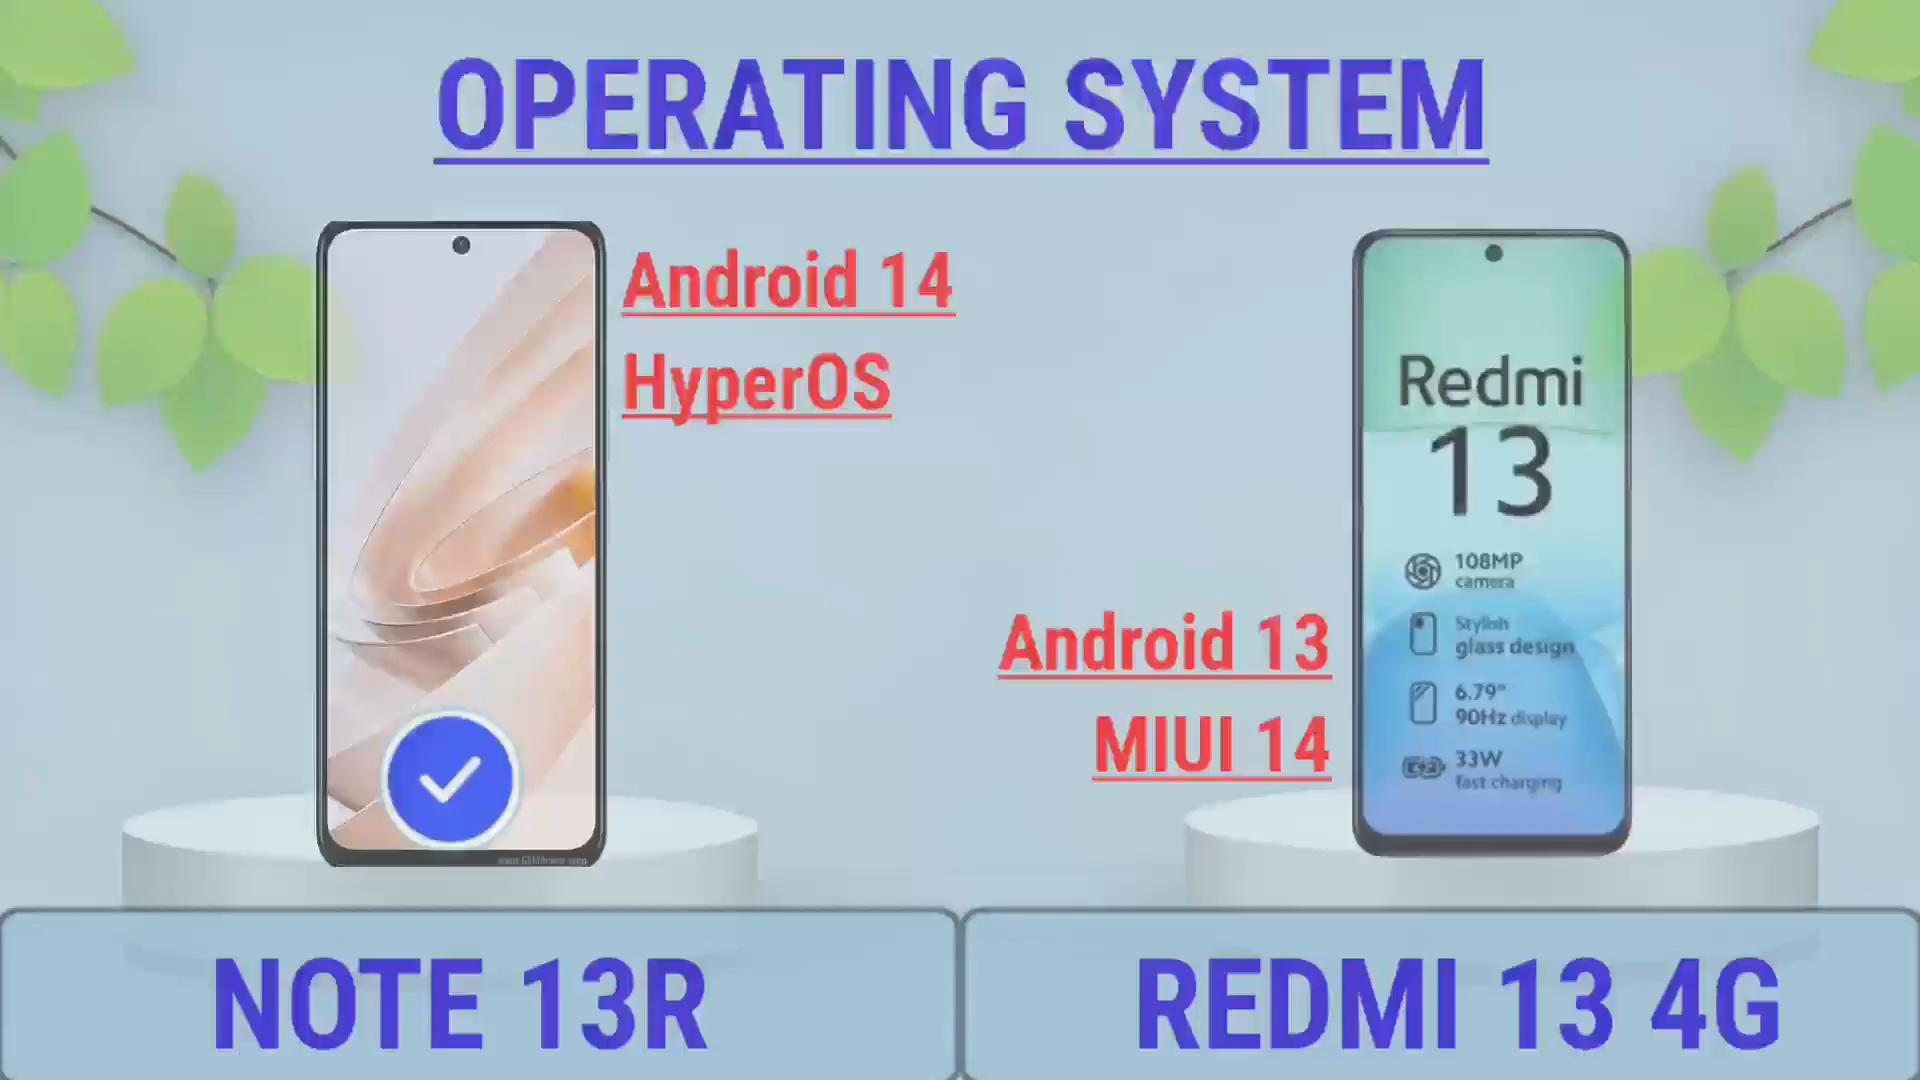 OPERATING SYSTEM
Android 14
HyperOS
Redmi
13
108MP
camera
Stylish
glass design
6.79"
90Hz display
33W
fast charging
Android 13
MIUI 14
NOTE 13R
REDMI 13 4G